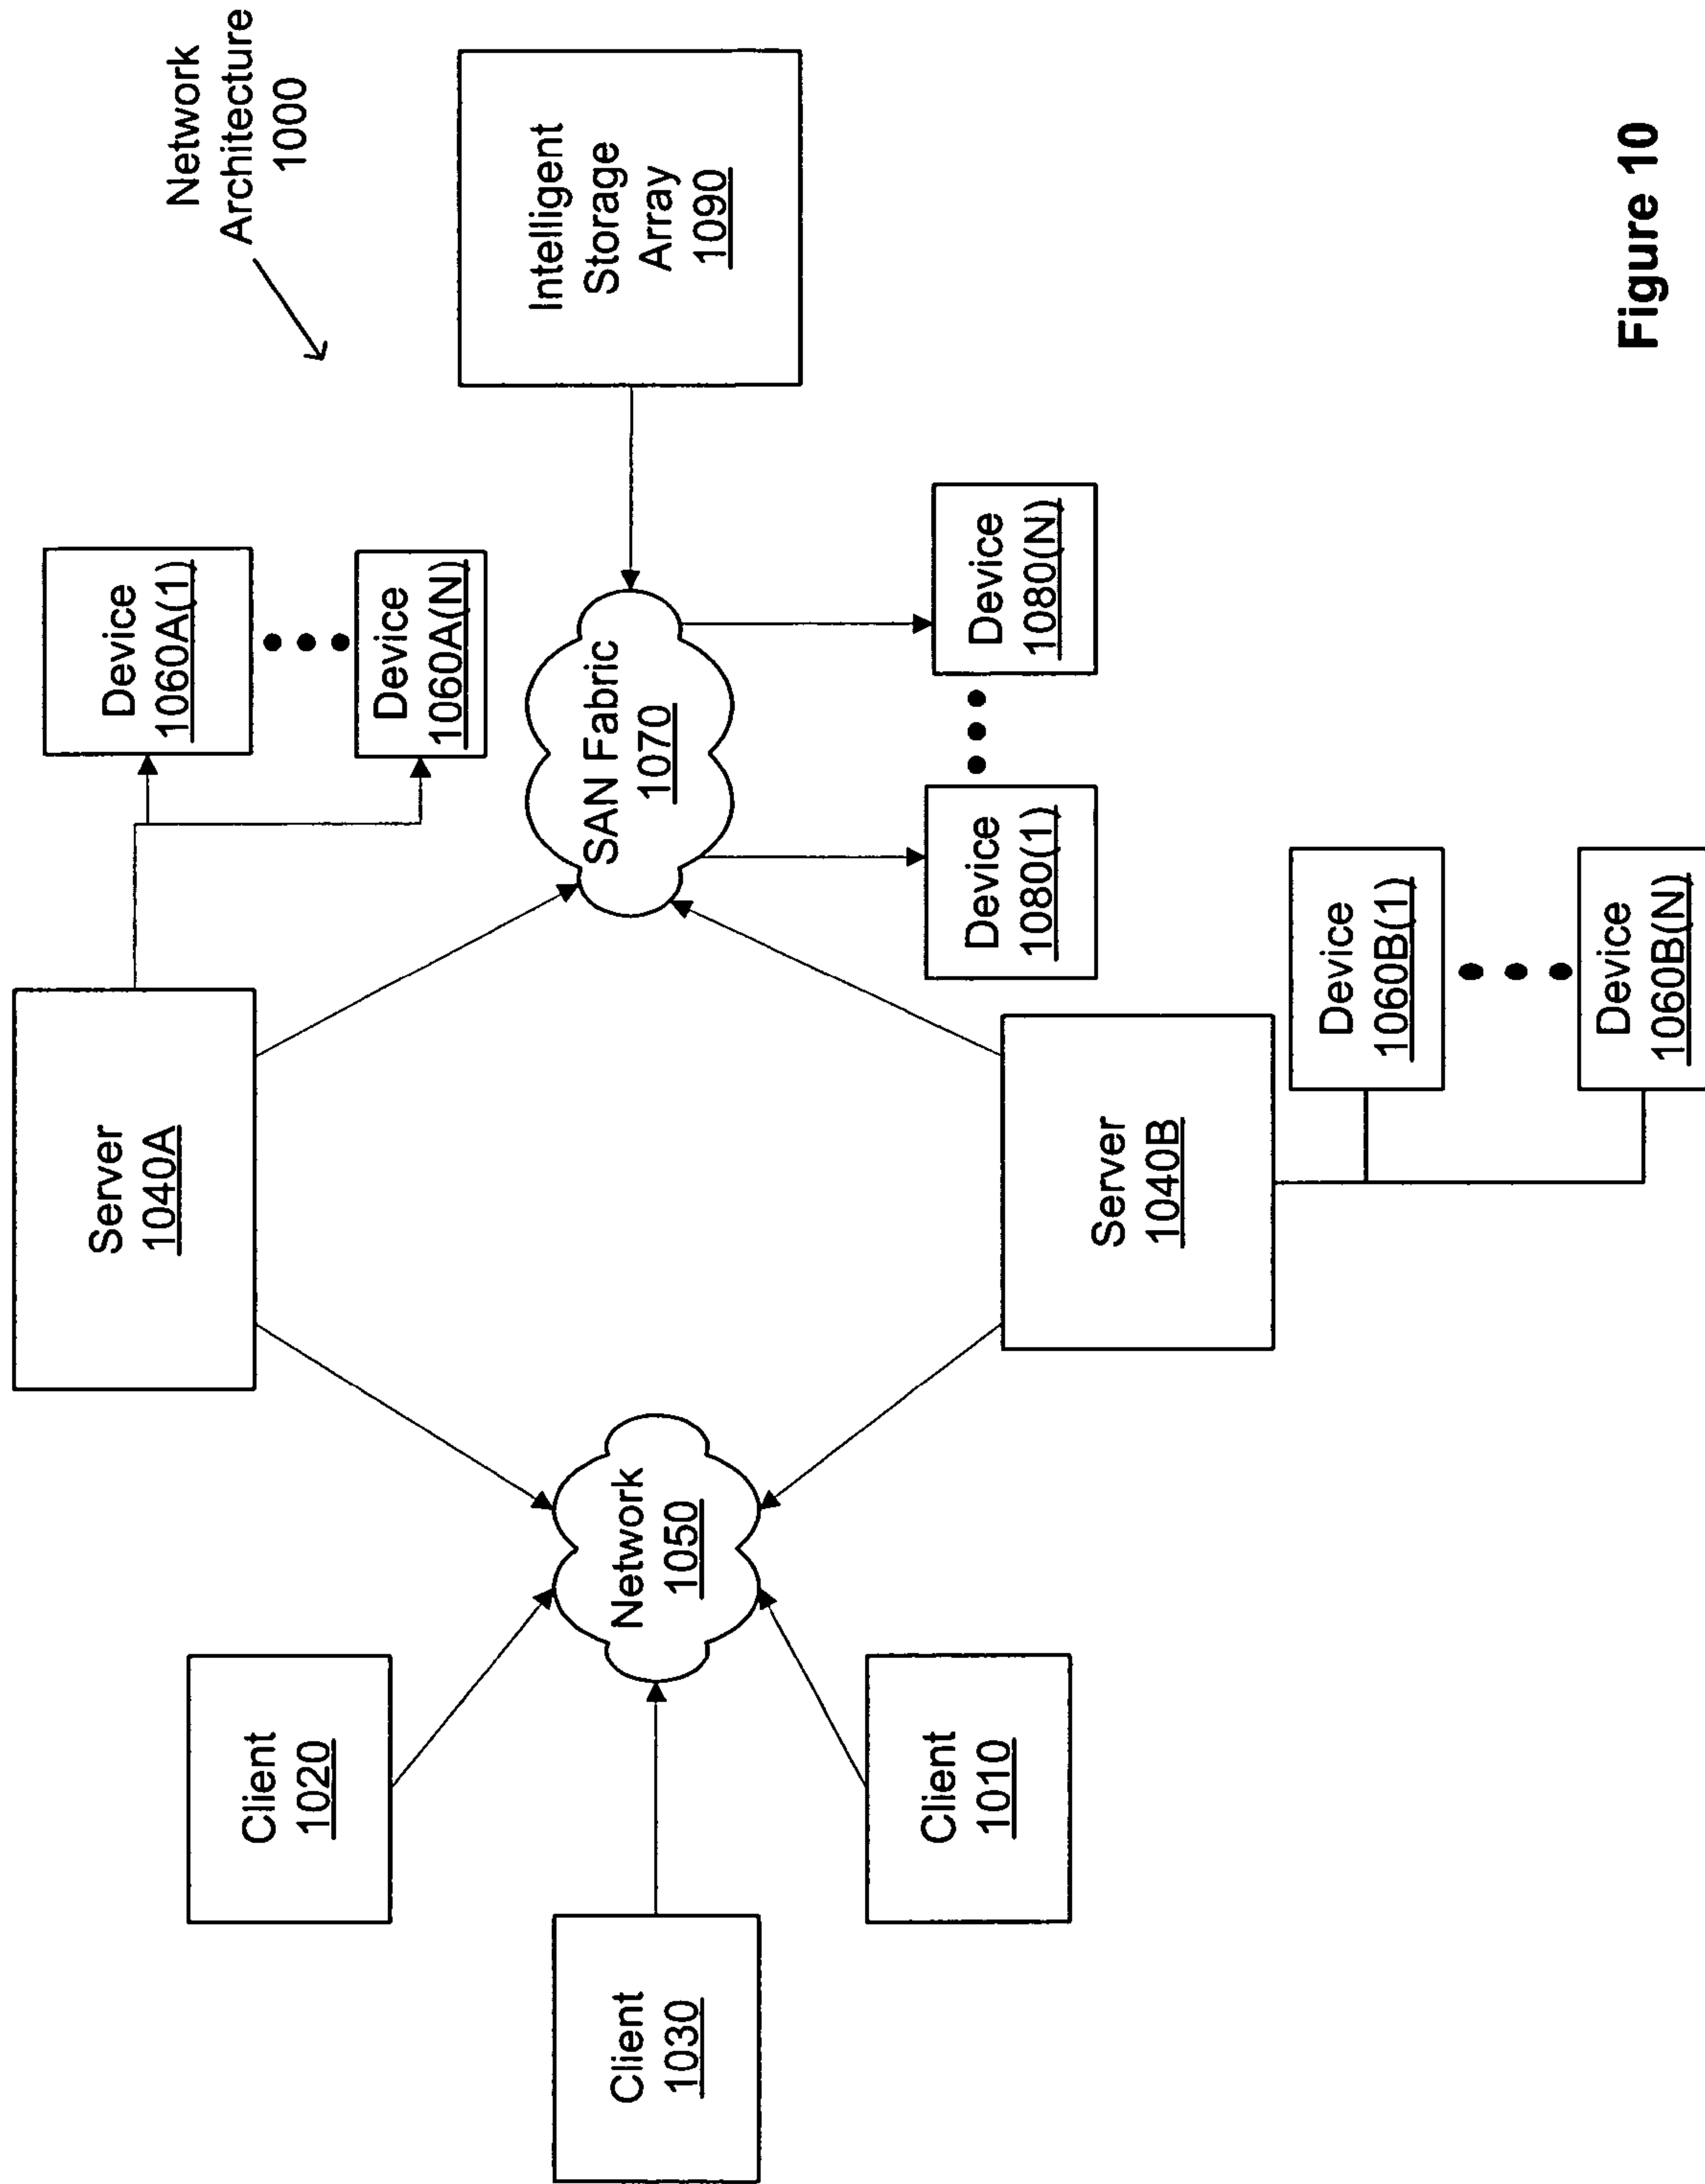 Network
Architecture
1000
Device
1060A(1)
Device
1060A(N)
Server
1040A
Intelligent
Storage
Array
1090
Client
1020
SAN Fabric
1070
Network
1050
Client
1030
Device
1080(1)
Device
1080(N)
Client
1010
Server
1040B
Device
1060B(1)
Device
1060B(N)
Figure 10